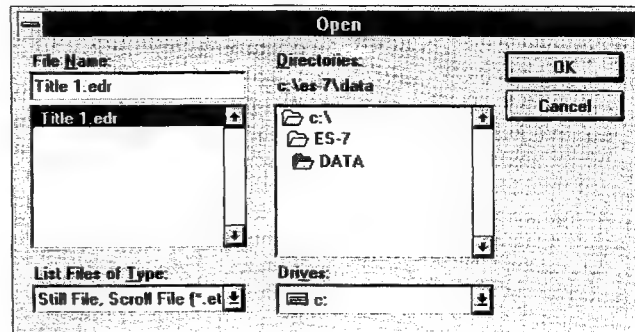 Open
File Name:
Title 1.edr
Title 1.edr
List Files of Type:
Still File, Scroll File (*.et
Directories:
c:\es-7\data
c:\
ES-7
DATA
Drives:
c:
OK
Cancel